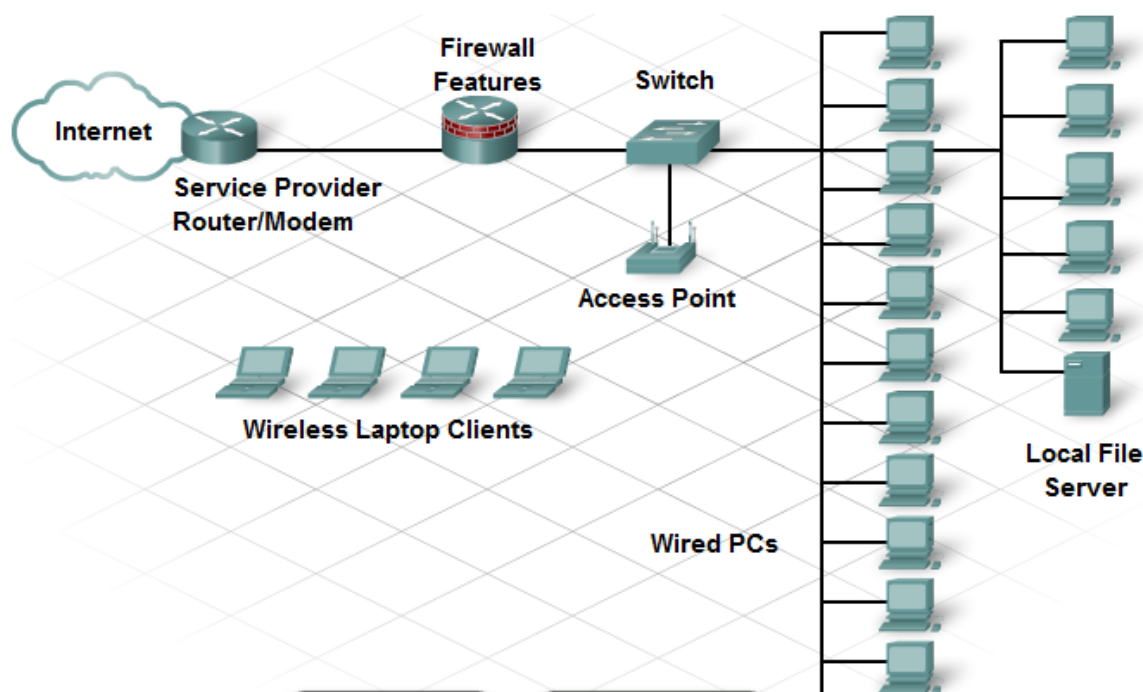 Firewall
Features
Switch
Internet
Service Provider
Router/Modem
Access Point
Wireless Laptop Clients
Local File
Server
Wired PCs